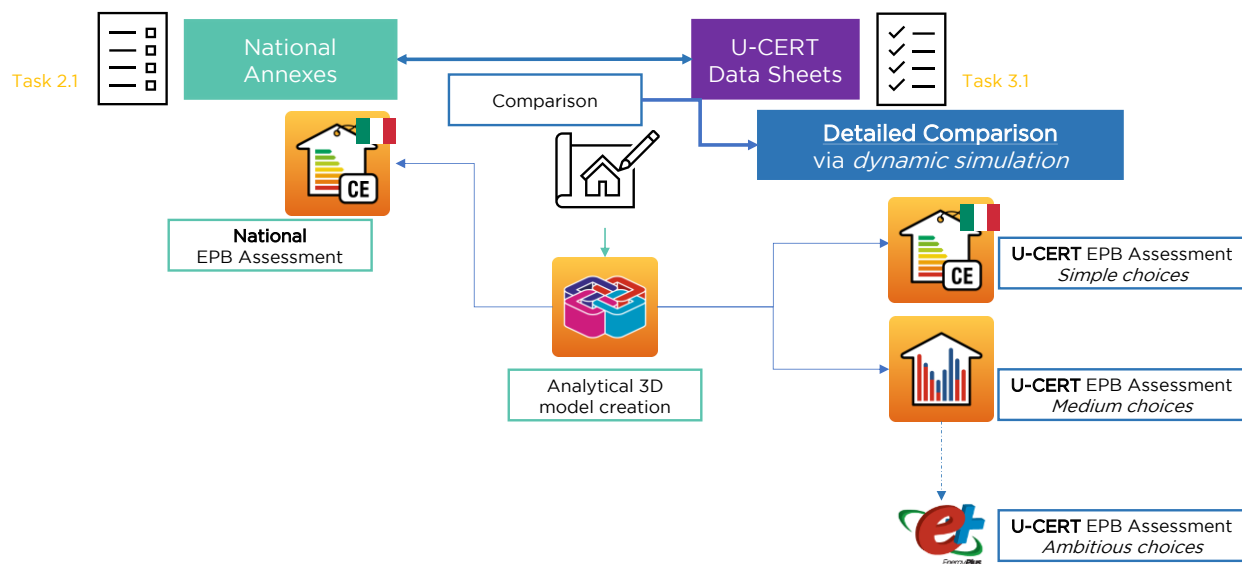 Task 2.1
National
Annexes
U-CERT
Data Sheets
Task 3.1
Comparison
Detailed Comparison
via dynamic simulation
CE
National
EPB Assessment
CE
U-CERT EPB Assessment
Simple choices
Analytical 3D
model creation
U-CERT EPB Assessment
Medium choices
e+
EnergyPlus
U-CERT EPB Assessment
Ambitious choices